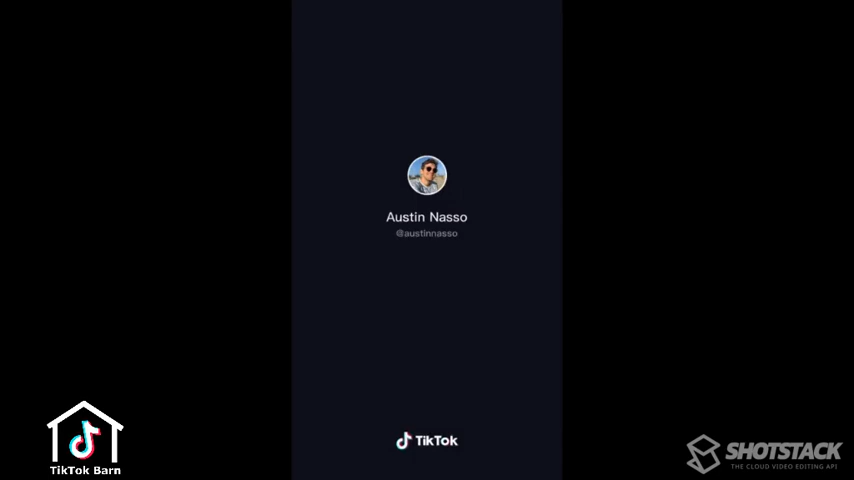 Austin Nasso
@austinnasso
TikTok
TikTok Barn
SHOTSTACK
THE CLOUD VIDEO EDITING API